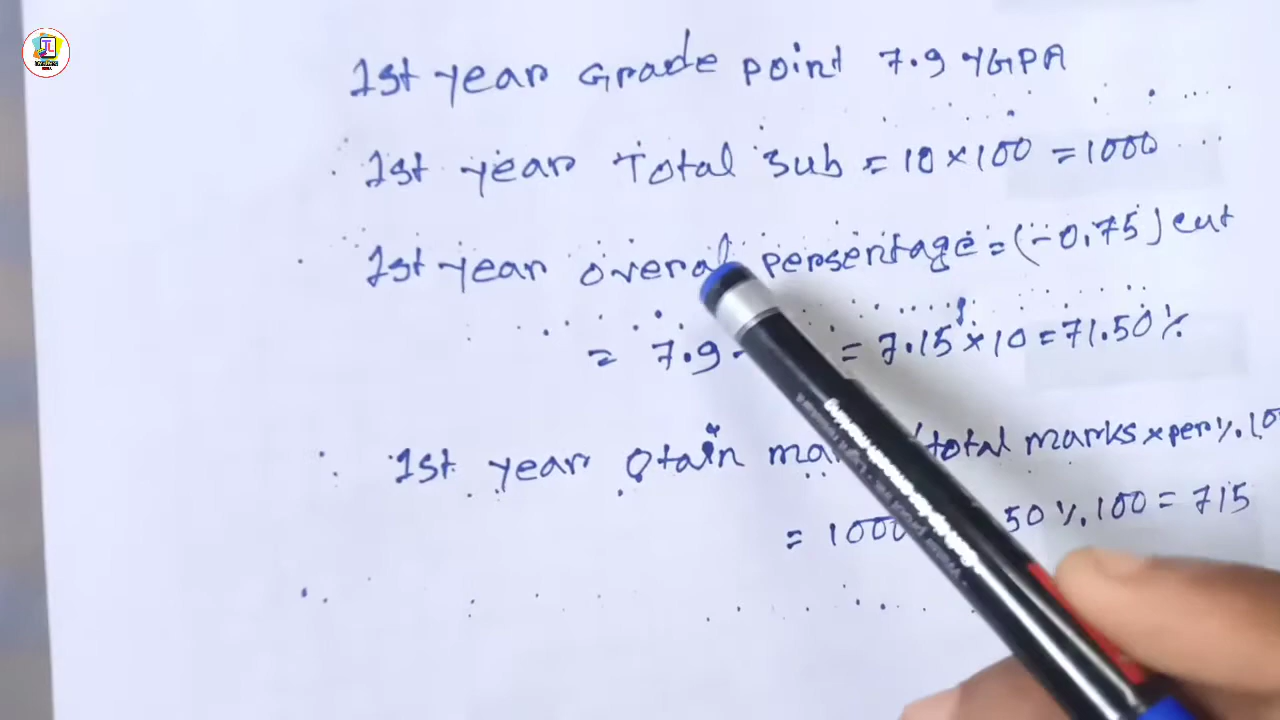 1st year Grade point 7.9 YGPA
1st year Total Sub = 10 × 100 = 1000
1st year overal persentage = (-0.75) cut
= 7.9 - = 7.15 × 10 = 71.50%
1st year Otain total marks × per%.100
= 1000 50%.100 = 715